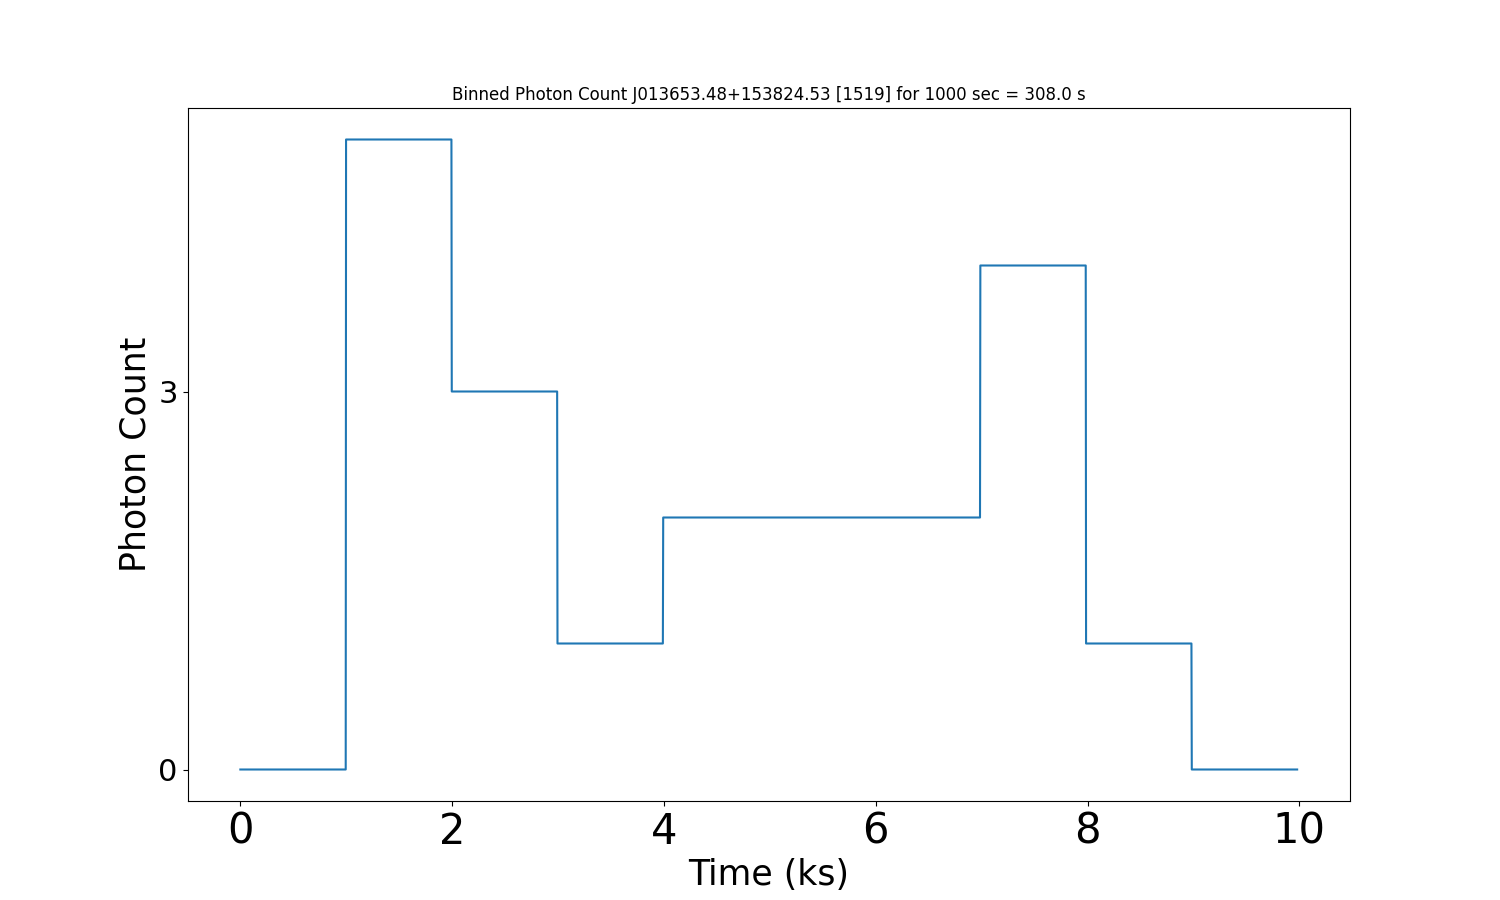 Binned Photon Count J013653.48+153824.53 [1519] for 1000 sec = 308.0 s
Photon Count
3
0
0 2 4 6 8 10
Time (ks)